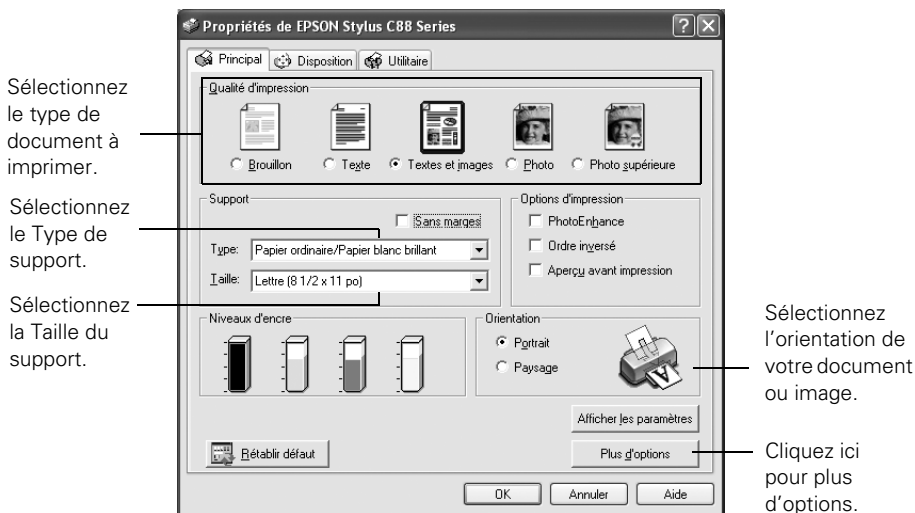 Propriétés de EPSON Stylus C88 Series
Principal Disposition Utilitaire
Sélectionnez
le type de
document à
imprimer.
Qualité d'impression
Brouillon Texte Textes et images Photo Photo supérieure
Sélectionnez
le Type de
support.
Support
Sans marges
Type: Papier ordinaire/Papier blanc brillant
Taille: Lettre (8 1/2 x 11 po)
Options d'impression
PhotoEnhance
Ordre inversé
Aperçu avant impression
Sélectionnez
la Taille du
support.
Niveaux d'encre
Orientation
Portrait
Paysage
Sélectionnez
l'orientation de
votre document
ou image.
Afficher les paramètres
Rétablir défaut
Plus d'options
Cliquez ici
pour plus
d'options.
OK Annuler Aide